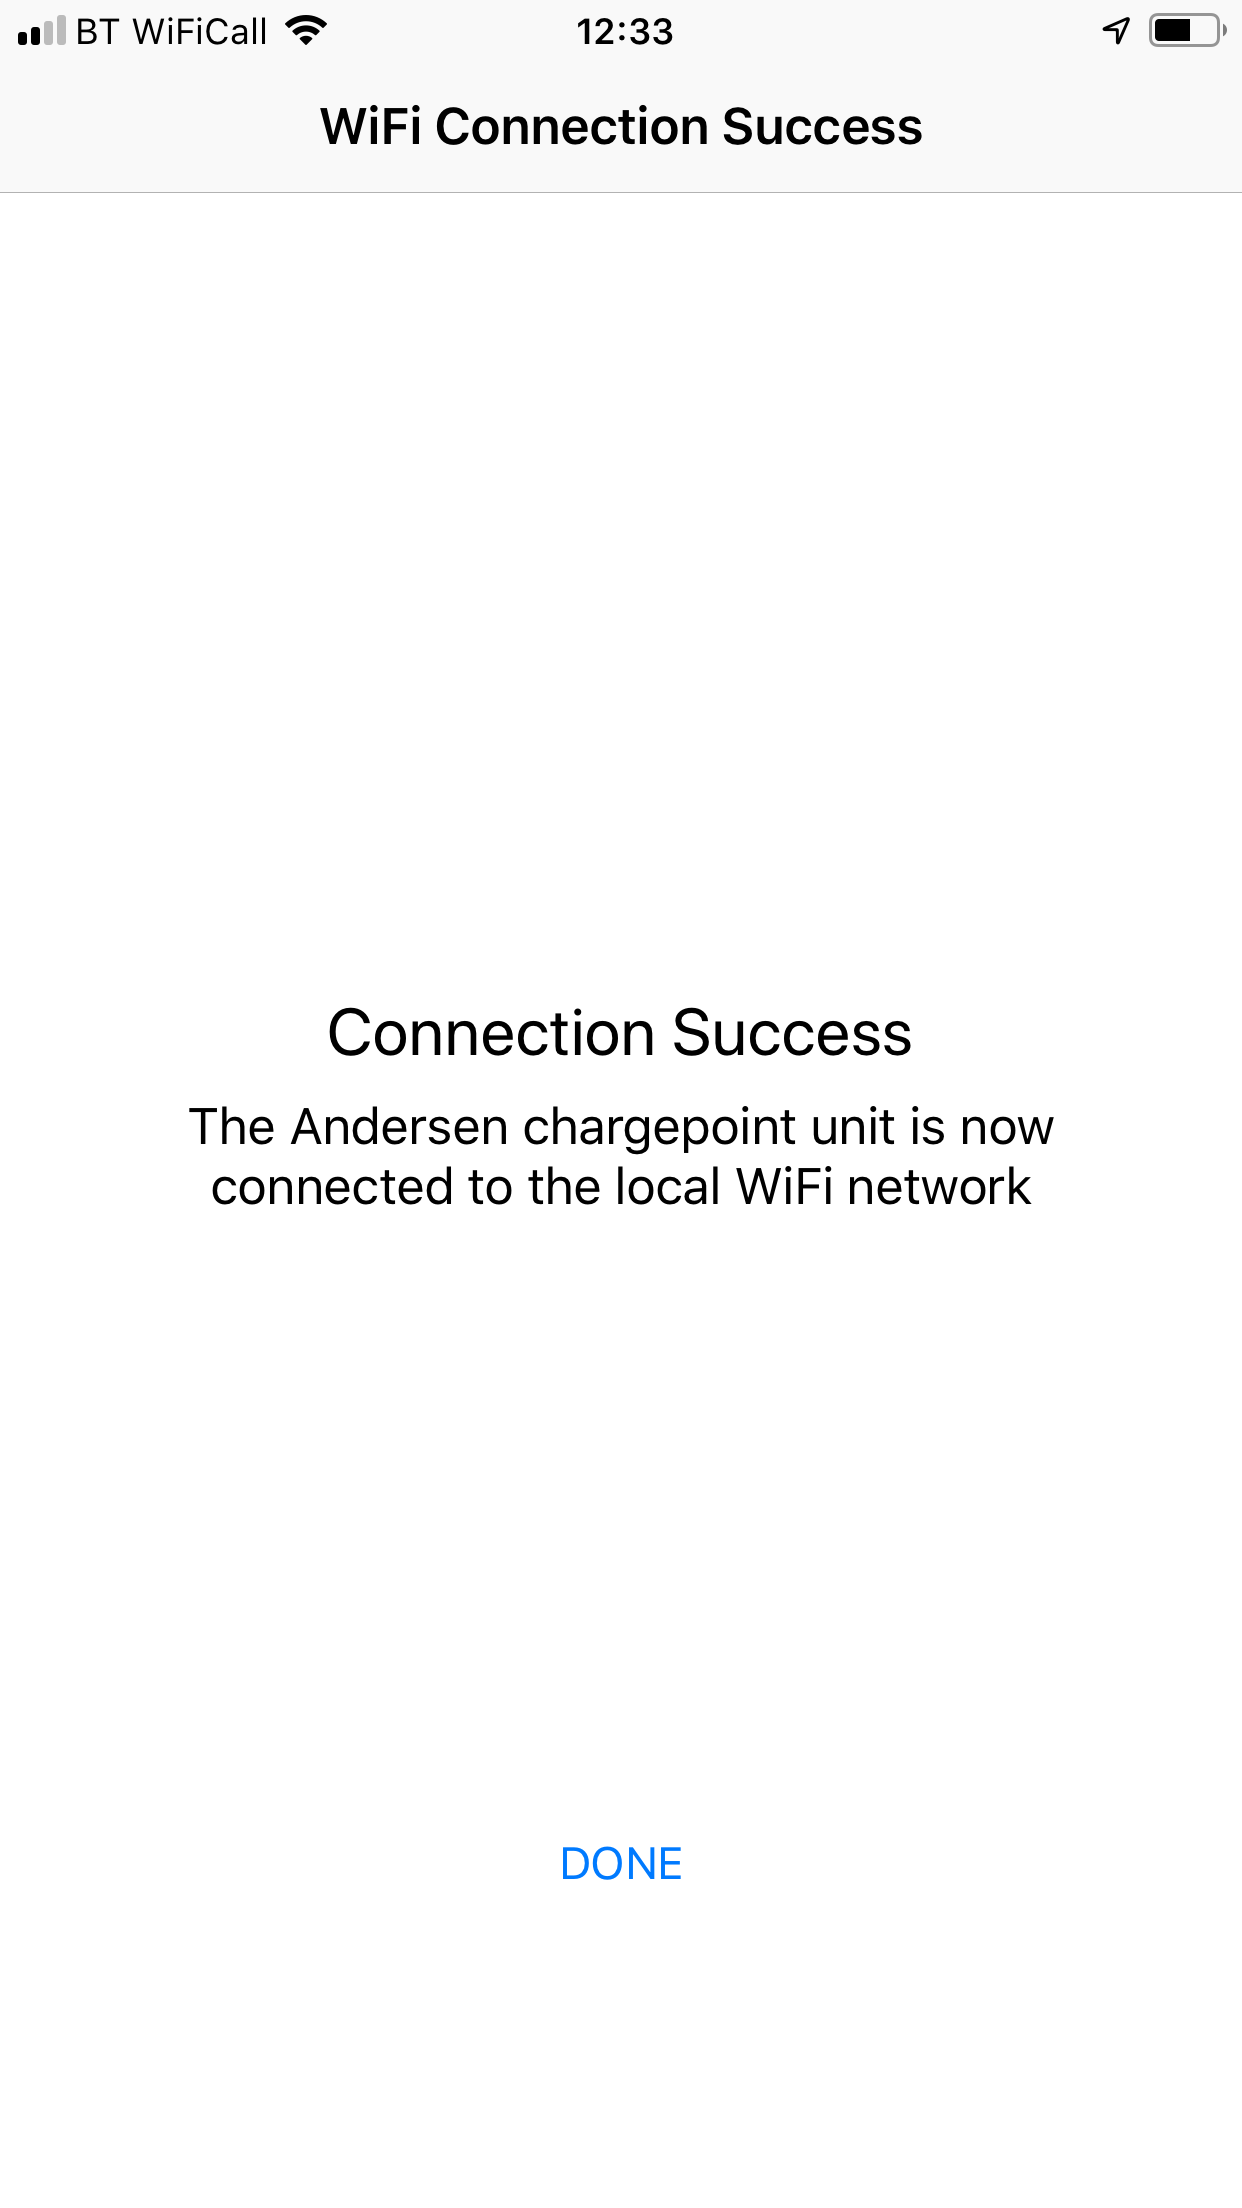 BT WiFiCall 12:33
WiFi Connection Success
Connection Success
The Andersen chargepoint unit is now
connected to the local WiFi network
DONE